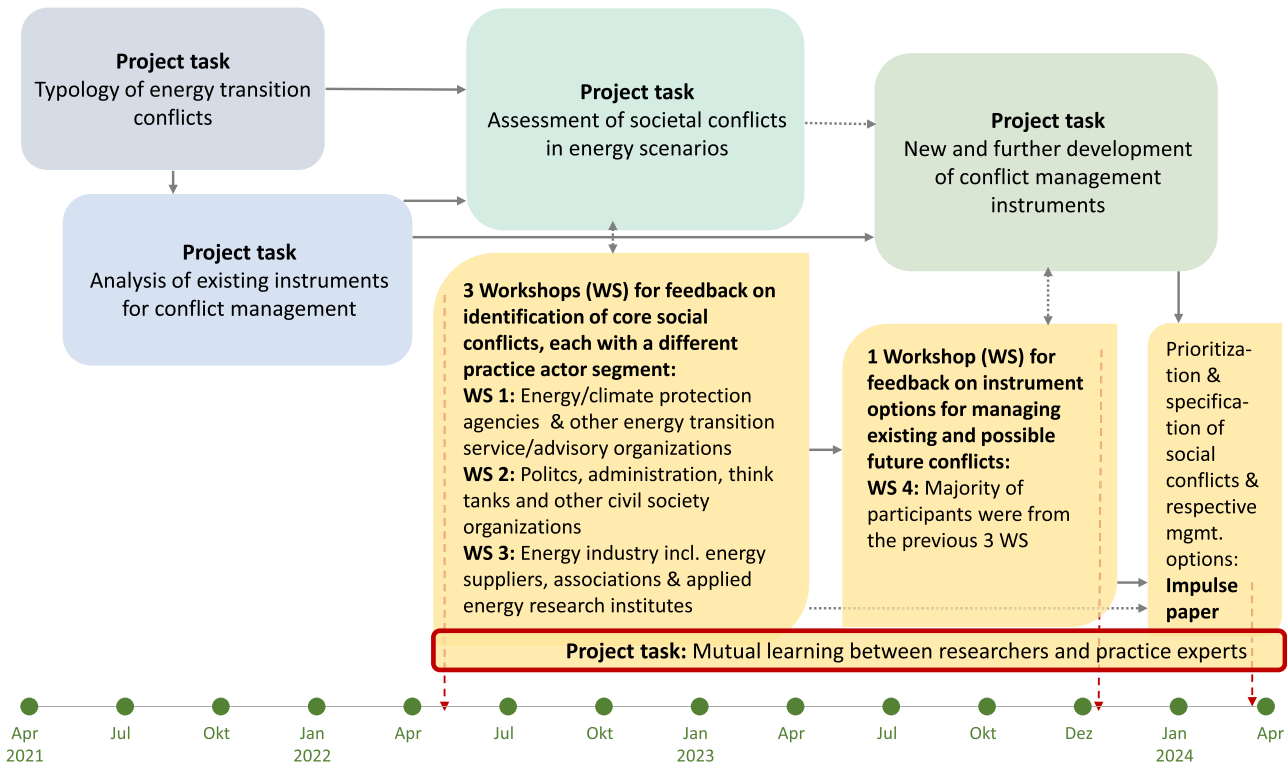 Project task
Typology of energy transition
conflicts
Project task
Assessment of societal conflicts
in energy scenarios
Project task
New and further development
of conflict management
instruments
Project task
Analysis of existing instruments
for conflict management
3 Workshops (WS) for feedback on
identification of core social
conflicts, each with a different
practice actor segment:
WS 1: Energy/climate protection
agencies & other energy transition
service/advisory organizations
WS 2: Politcs, administration, think
tanks and other civil society
organizations
WS 3: Energy industry incl. energy
suppliers, associations & applied
energy research institutes
1 Workshop (WS) for
feedback on instrument
options for managing
existing and possible
future conflicts:
WS 4: Majority of
participants were from
the previous 3 WS
Prioritiza-
tion &
specifica-
tion of
social
conflicts &
respective
mgmt.
options:
Impulse
paper
Project task: Mutual learning between researchers and practice experts
Apr
2021
Jul
Okt
Jan
2022
Apr
Jul
Okt
Jan
2023
Apr
Jul
Okt
Dez
Jan
2024
Apr